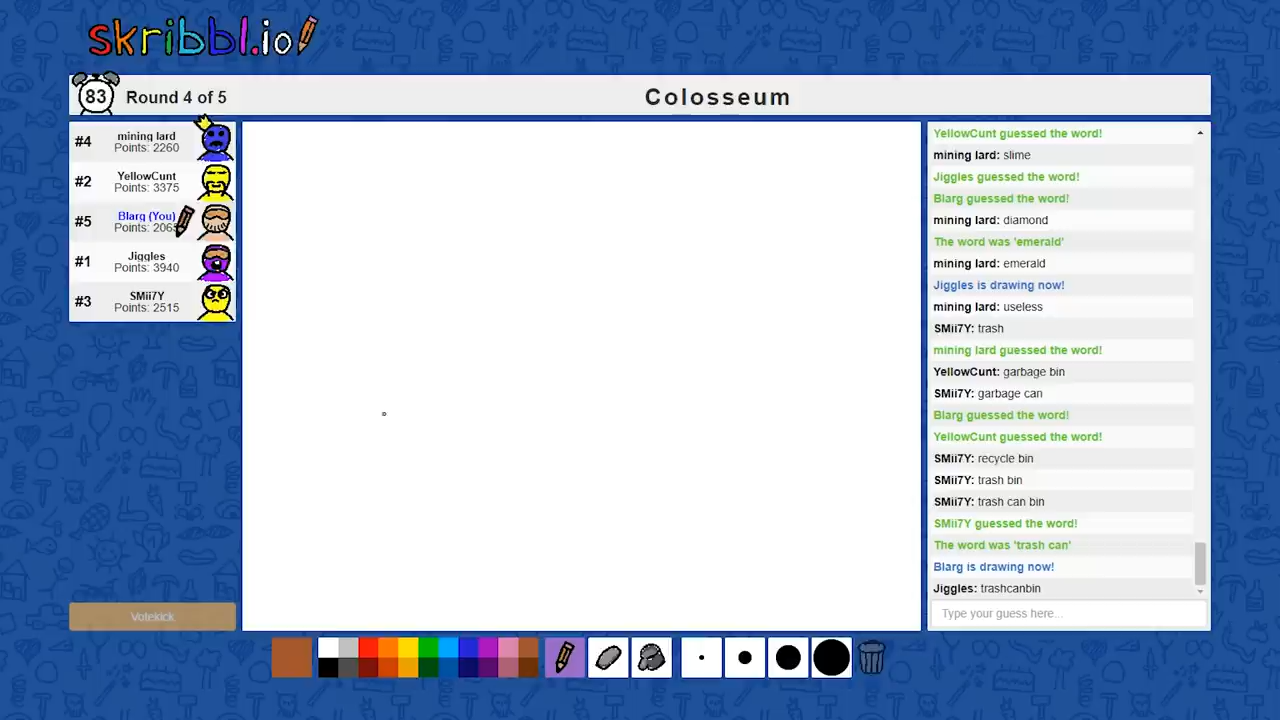 skribbl.io
83
Round 4 of 5
Colosseum
#4
mining lard
Points: 2260
#2
YellowCunt
Points: 3375
#5
Blarg (You)
Points: 2065
#1
Jiggles
Points: 3940
#3
SMii7Y
Points: 2515
Votekick
YellowCunt guessed the word!
mining lard: slime
Jiggles guessed the word!
Blarg guessed the word!
mining lard: diamond
The word was 'emerald'
mining lard: emerald
Jiggles is drawing now!
mining lard: useless
SMii7Y: trash
mining lard guessed the word!
YellowCunt: garbage bin
SMii7Y: garbage can
Blarg guessed the word!
YellowCunt guessed the word!
SMii7Y: recycle bin
SMii7Y: trash bin
SMii7Y: trash can bin
SMii7Y guessed the word!
The word was 'trash can'
Blarg is drawing now!
Jiggles: trashcanbin
Type your guess here...